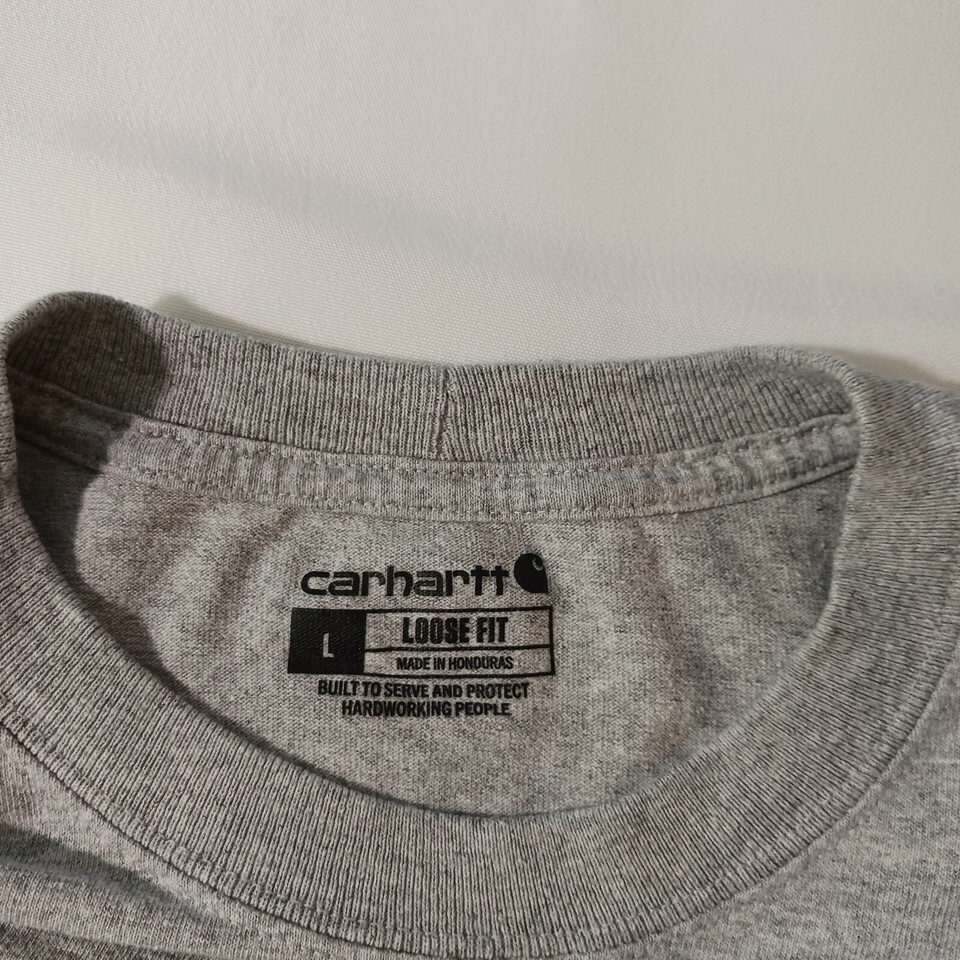 carhartt
L
LOOSE FIT
MADE IN HONDURAS
BUILT TO SERVE AND PROTECT
HARDWORKING PEOPLE